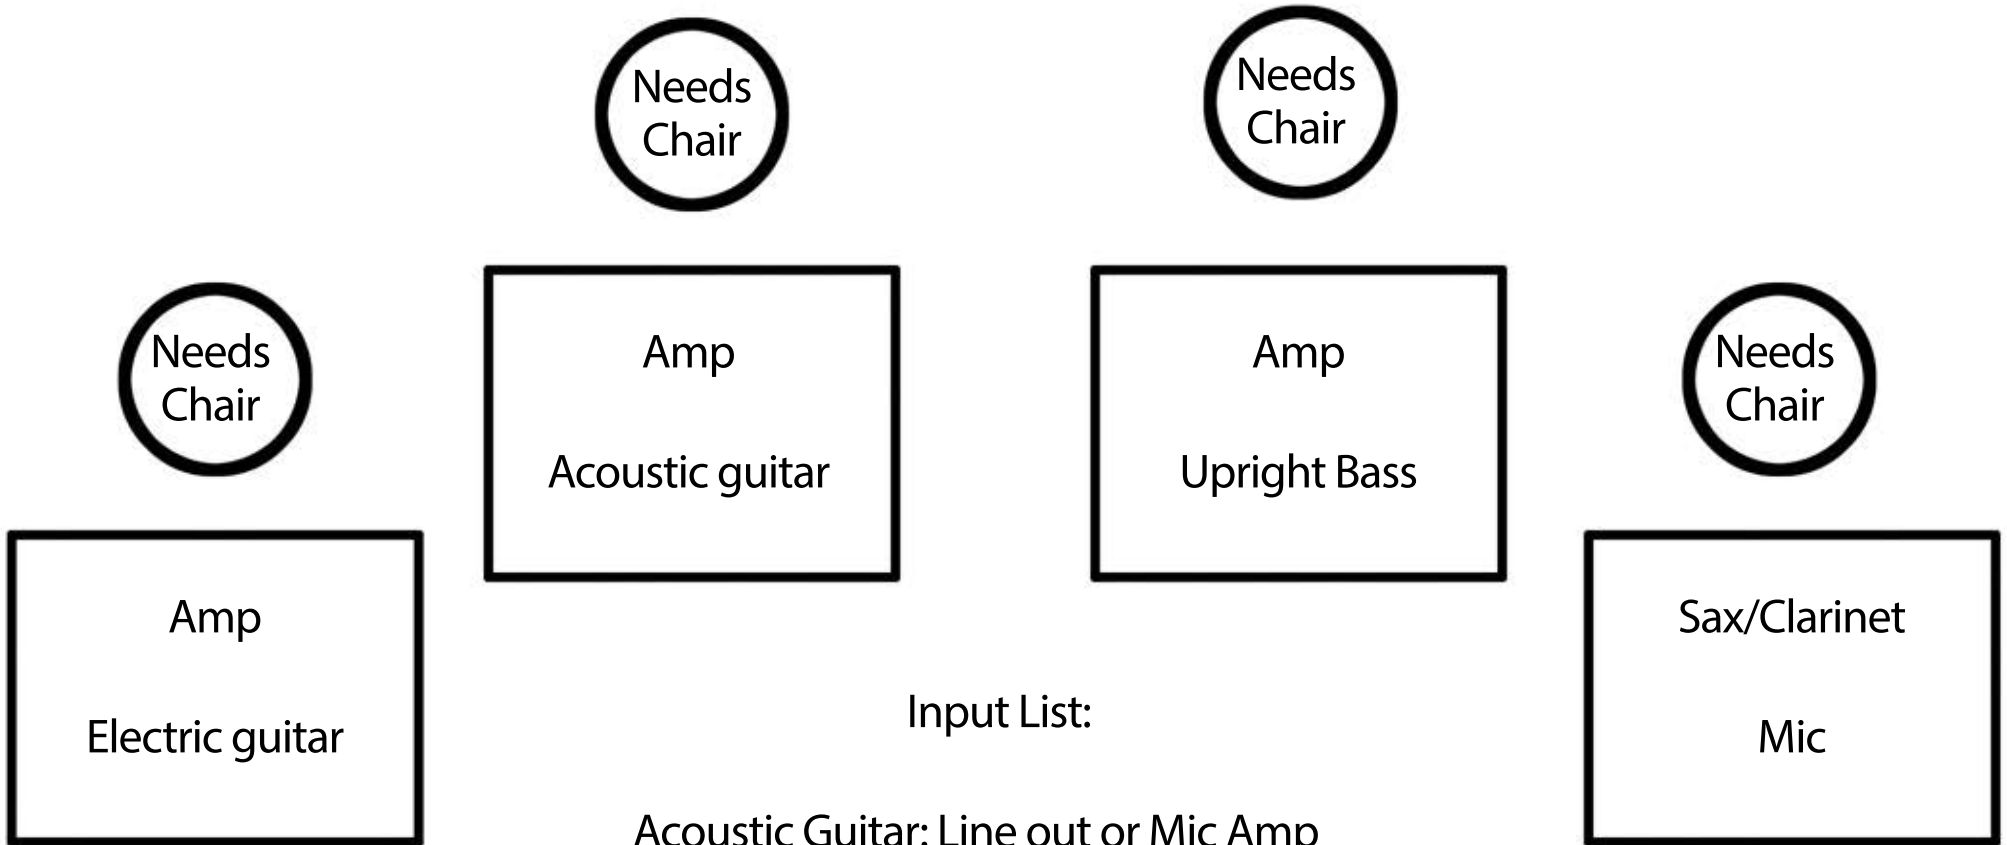 Needs
Chair
Needs
Chair
Needs
Chair
Amp
Acoustic guitar
Amp
Upright Bass
Needs
Chair
Amp
Electric guitar
Input List:
Acoustic Guitar: Line out or Mic Amp
Sax/Clarinet
Mic